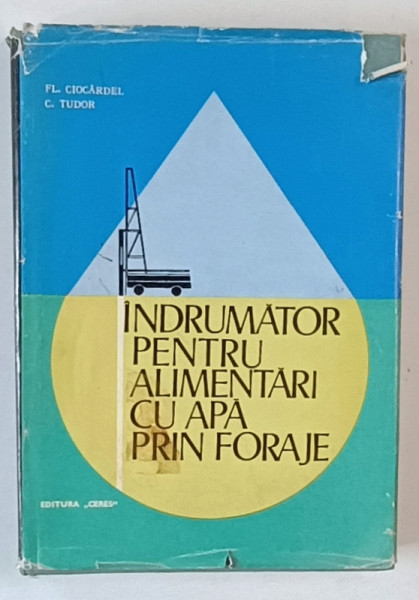 FL. CIOCÂRDEL
C. TUDOR
ÎNDRUMĂTOR
PENTRU
ALIMENTĂRI
CU APĂ
PRIN FORAJE
EDITURA „CERES”